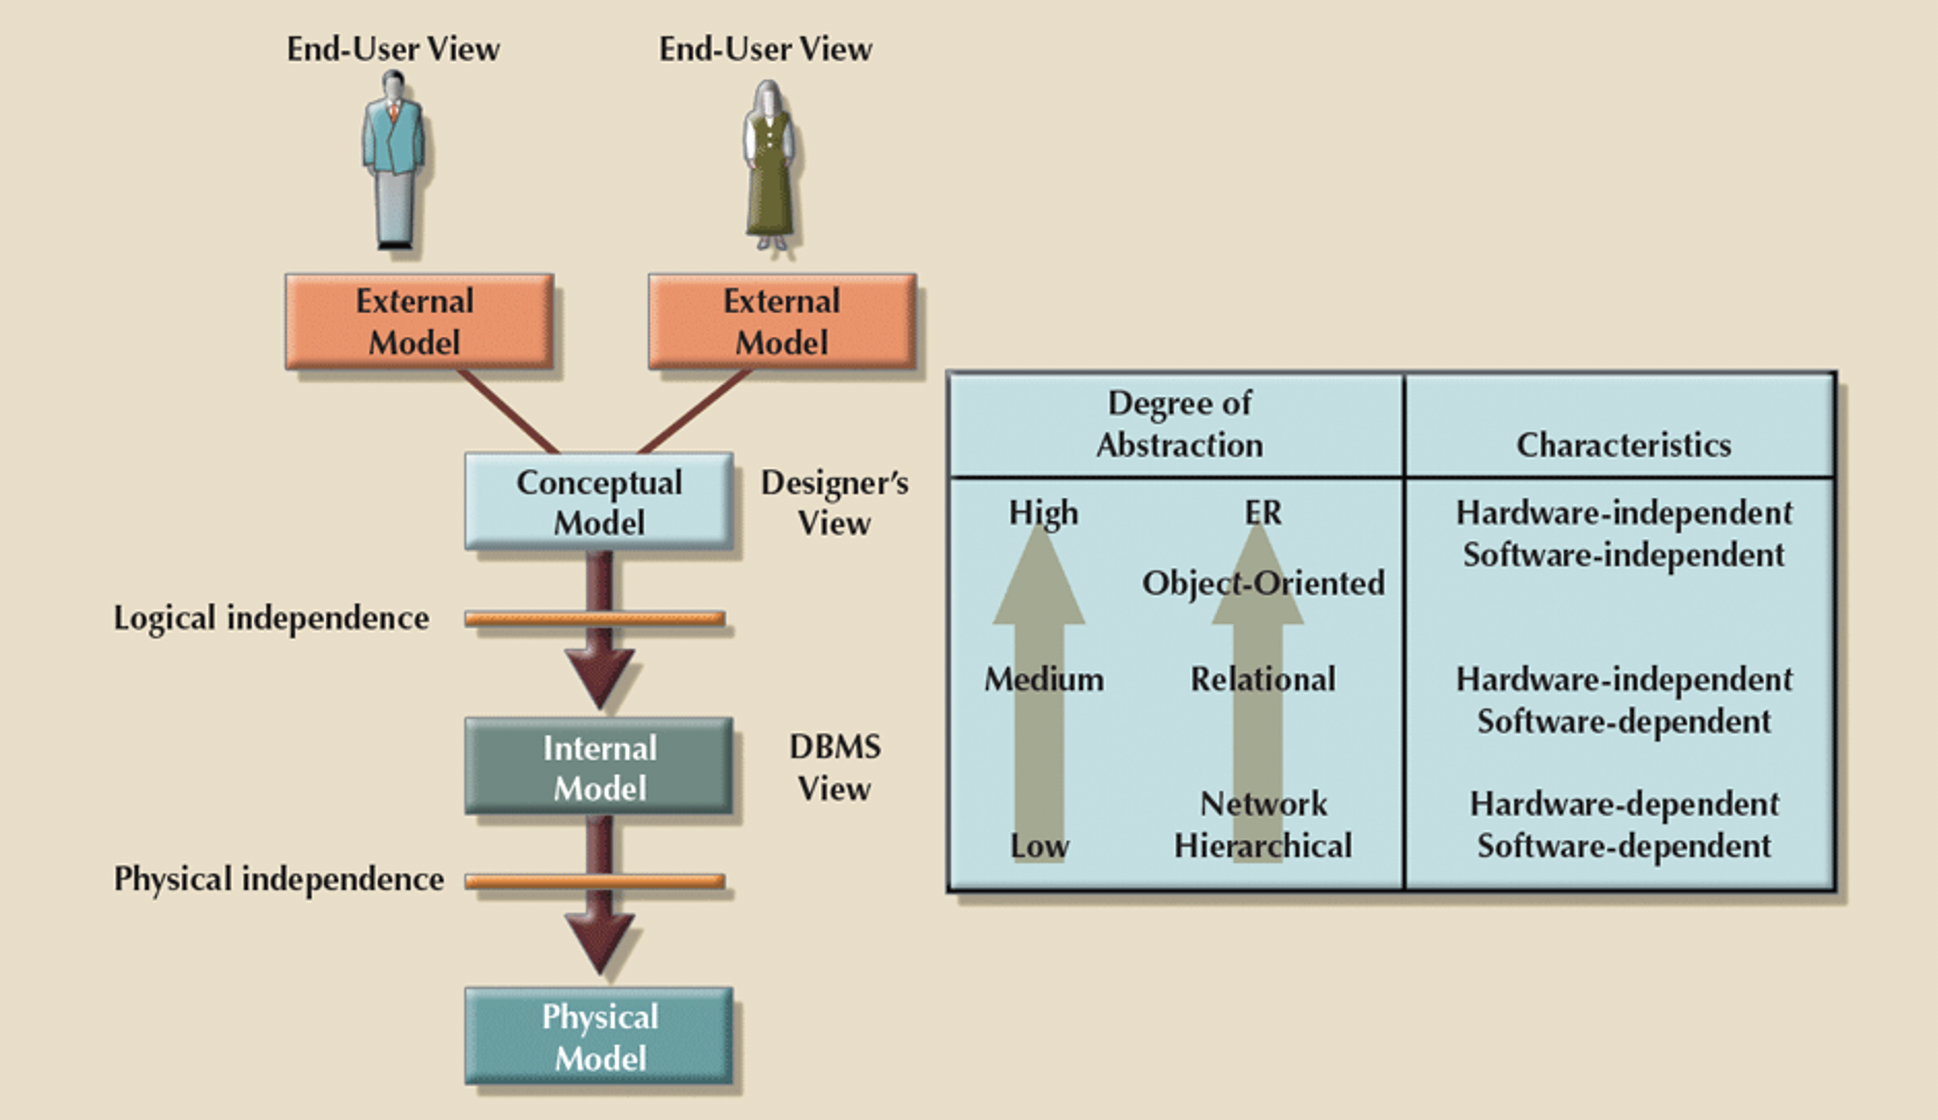 End-User View
End-User View
External
Model
External
Model
Conceptual
Model
Designer's
View
Logical independence
Internal
Model
DBMS
View
Physical independence
Physical
Model
Degree of
Abstraction
Characteristics
High
ER
Hardware-independent
Software-independent
Object-Oriented
Medium
Relational
Hardware-independent
Software-dependent
Network
Hardware-dependent
Low
Hierarchical
Software-dependent